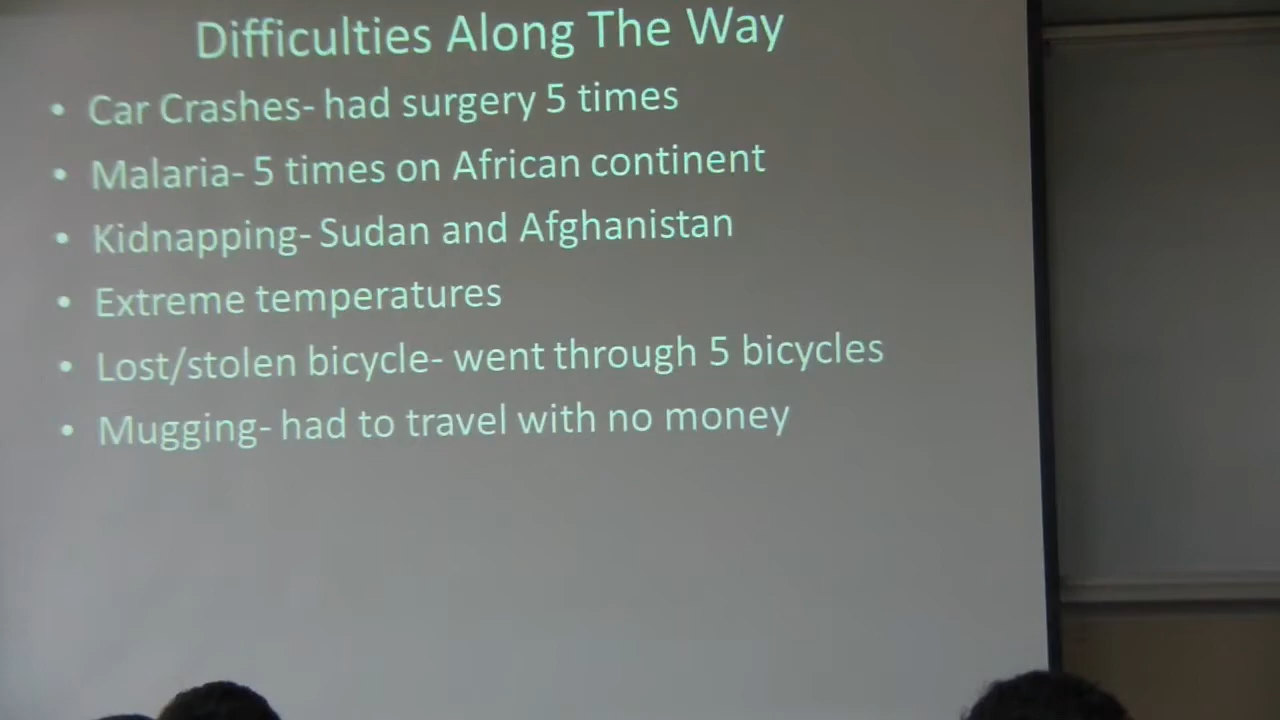 Difficulties Along The Way
• Car Crashes- had surgery 5 times
• Malaria- 5 times on African continent
• Kidnapping- Sudan and Afghanistan
• Extreme temperatures
• Lost/stolen bicycle- went through 5 bicycles
• Mugging- had to travel with no money